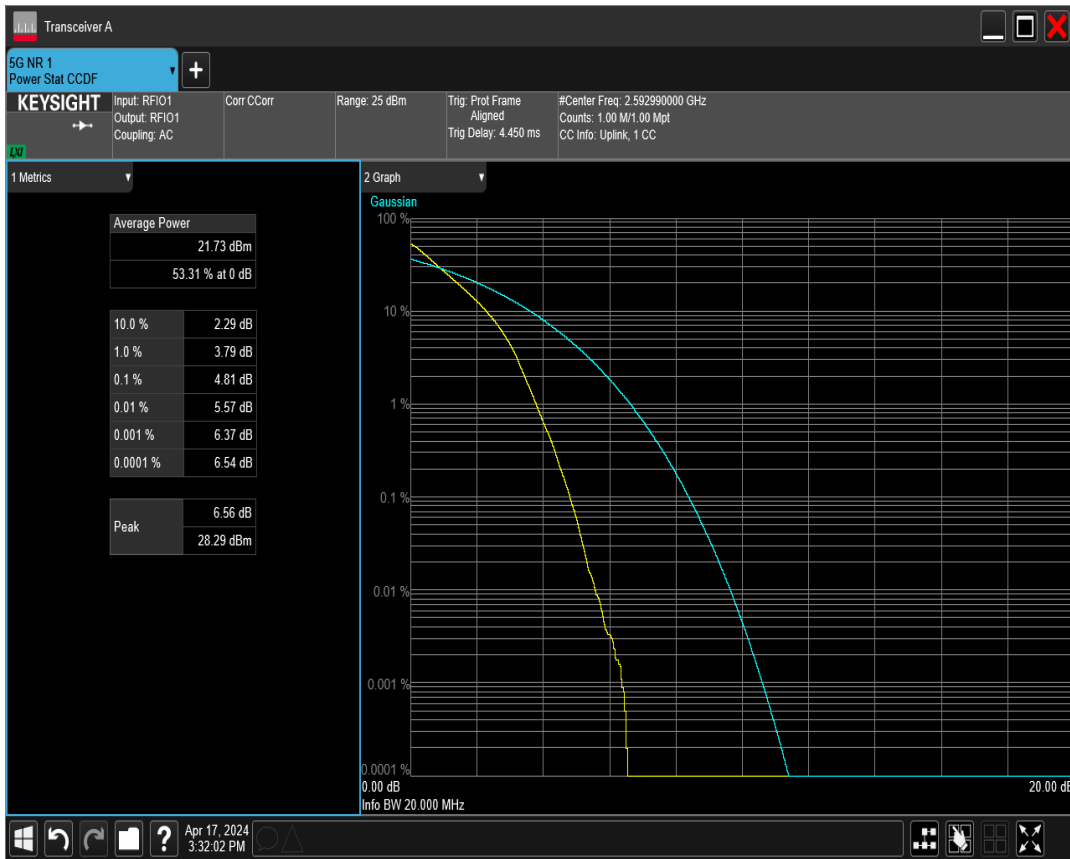 Transceiver A
5G NR 1
Power Stat CCDF
+
KEYSIGHT
LXI
Input: RFIO1
Output: RFIO1
Coupling: AC
Corr CCorr
Range: 25 dBm
Trig: Prot Frame
Aligned
Trig Delay: 4.450 ms
#Center Freq: 2.592990000 GHz
Counts: 1.00 M/1.00 Mpt
CC Info: Uplink, 1 CC
1 Metrics
Average Power
21.73 dBm
53.31 % at 0 dB
10.0 % 2.29 dB
1.0 % 3.79 dB
0.1 % 4.81 dB
0.01 % 5.57 dB
0.001 % 6.37 dB
0.0001 % 6.54 dB
Peak
6.56 dB
28.29 dBm
2 Graph
Gaussian
100 %
10 %
1 %
0.1 %
0.01 %
0.001 %
0.0001 %
0.00 dB 20.00 dB
Info BW 20.000 MHz
?
Apr 17, 2024
3:32:02 PM